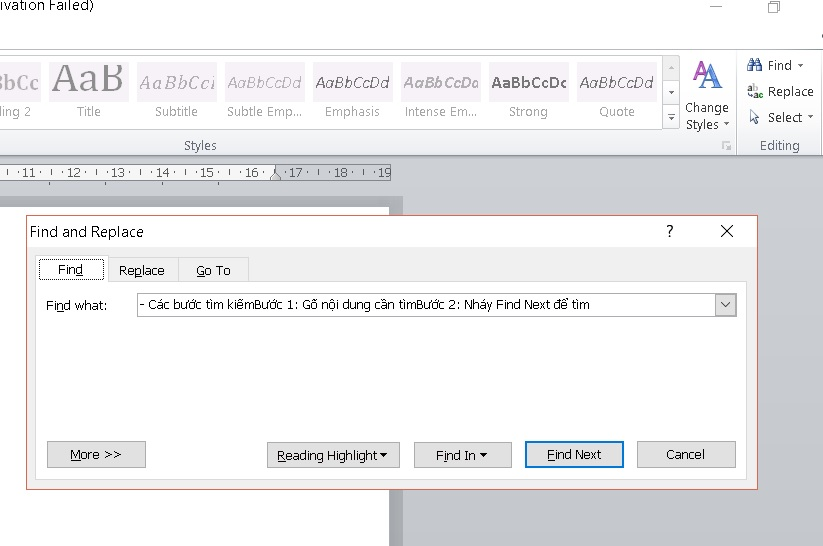 ivation Failed)
bCc AaB AaBbCcI AaBbCcDd AaBbCcDd AaBbCcDd AaBbCcDc AaBbCcDd
ing 2 Title Subtitle Subtle Emp... Emphasis Intense Em... Strong Quote
Change
Styles
Find
Replace
Select
Styles
Editing
11 12 13 14 15 16 17 18 19
Find and Replace
Find Replace Go To
Find what: - Các bước tìm kiếmBước 1: Gõ nội dung cần tìmBước 2: Nháy Find Next để tìm
More >> Reading Highlight Find In Find Next Cancel